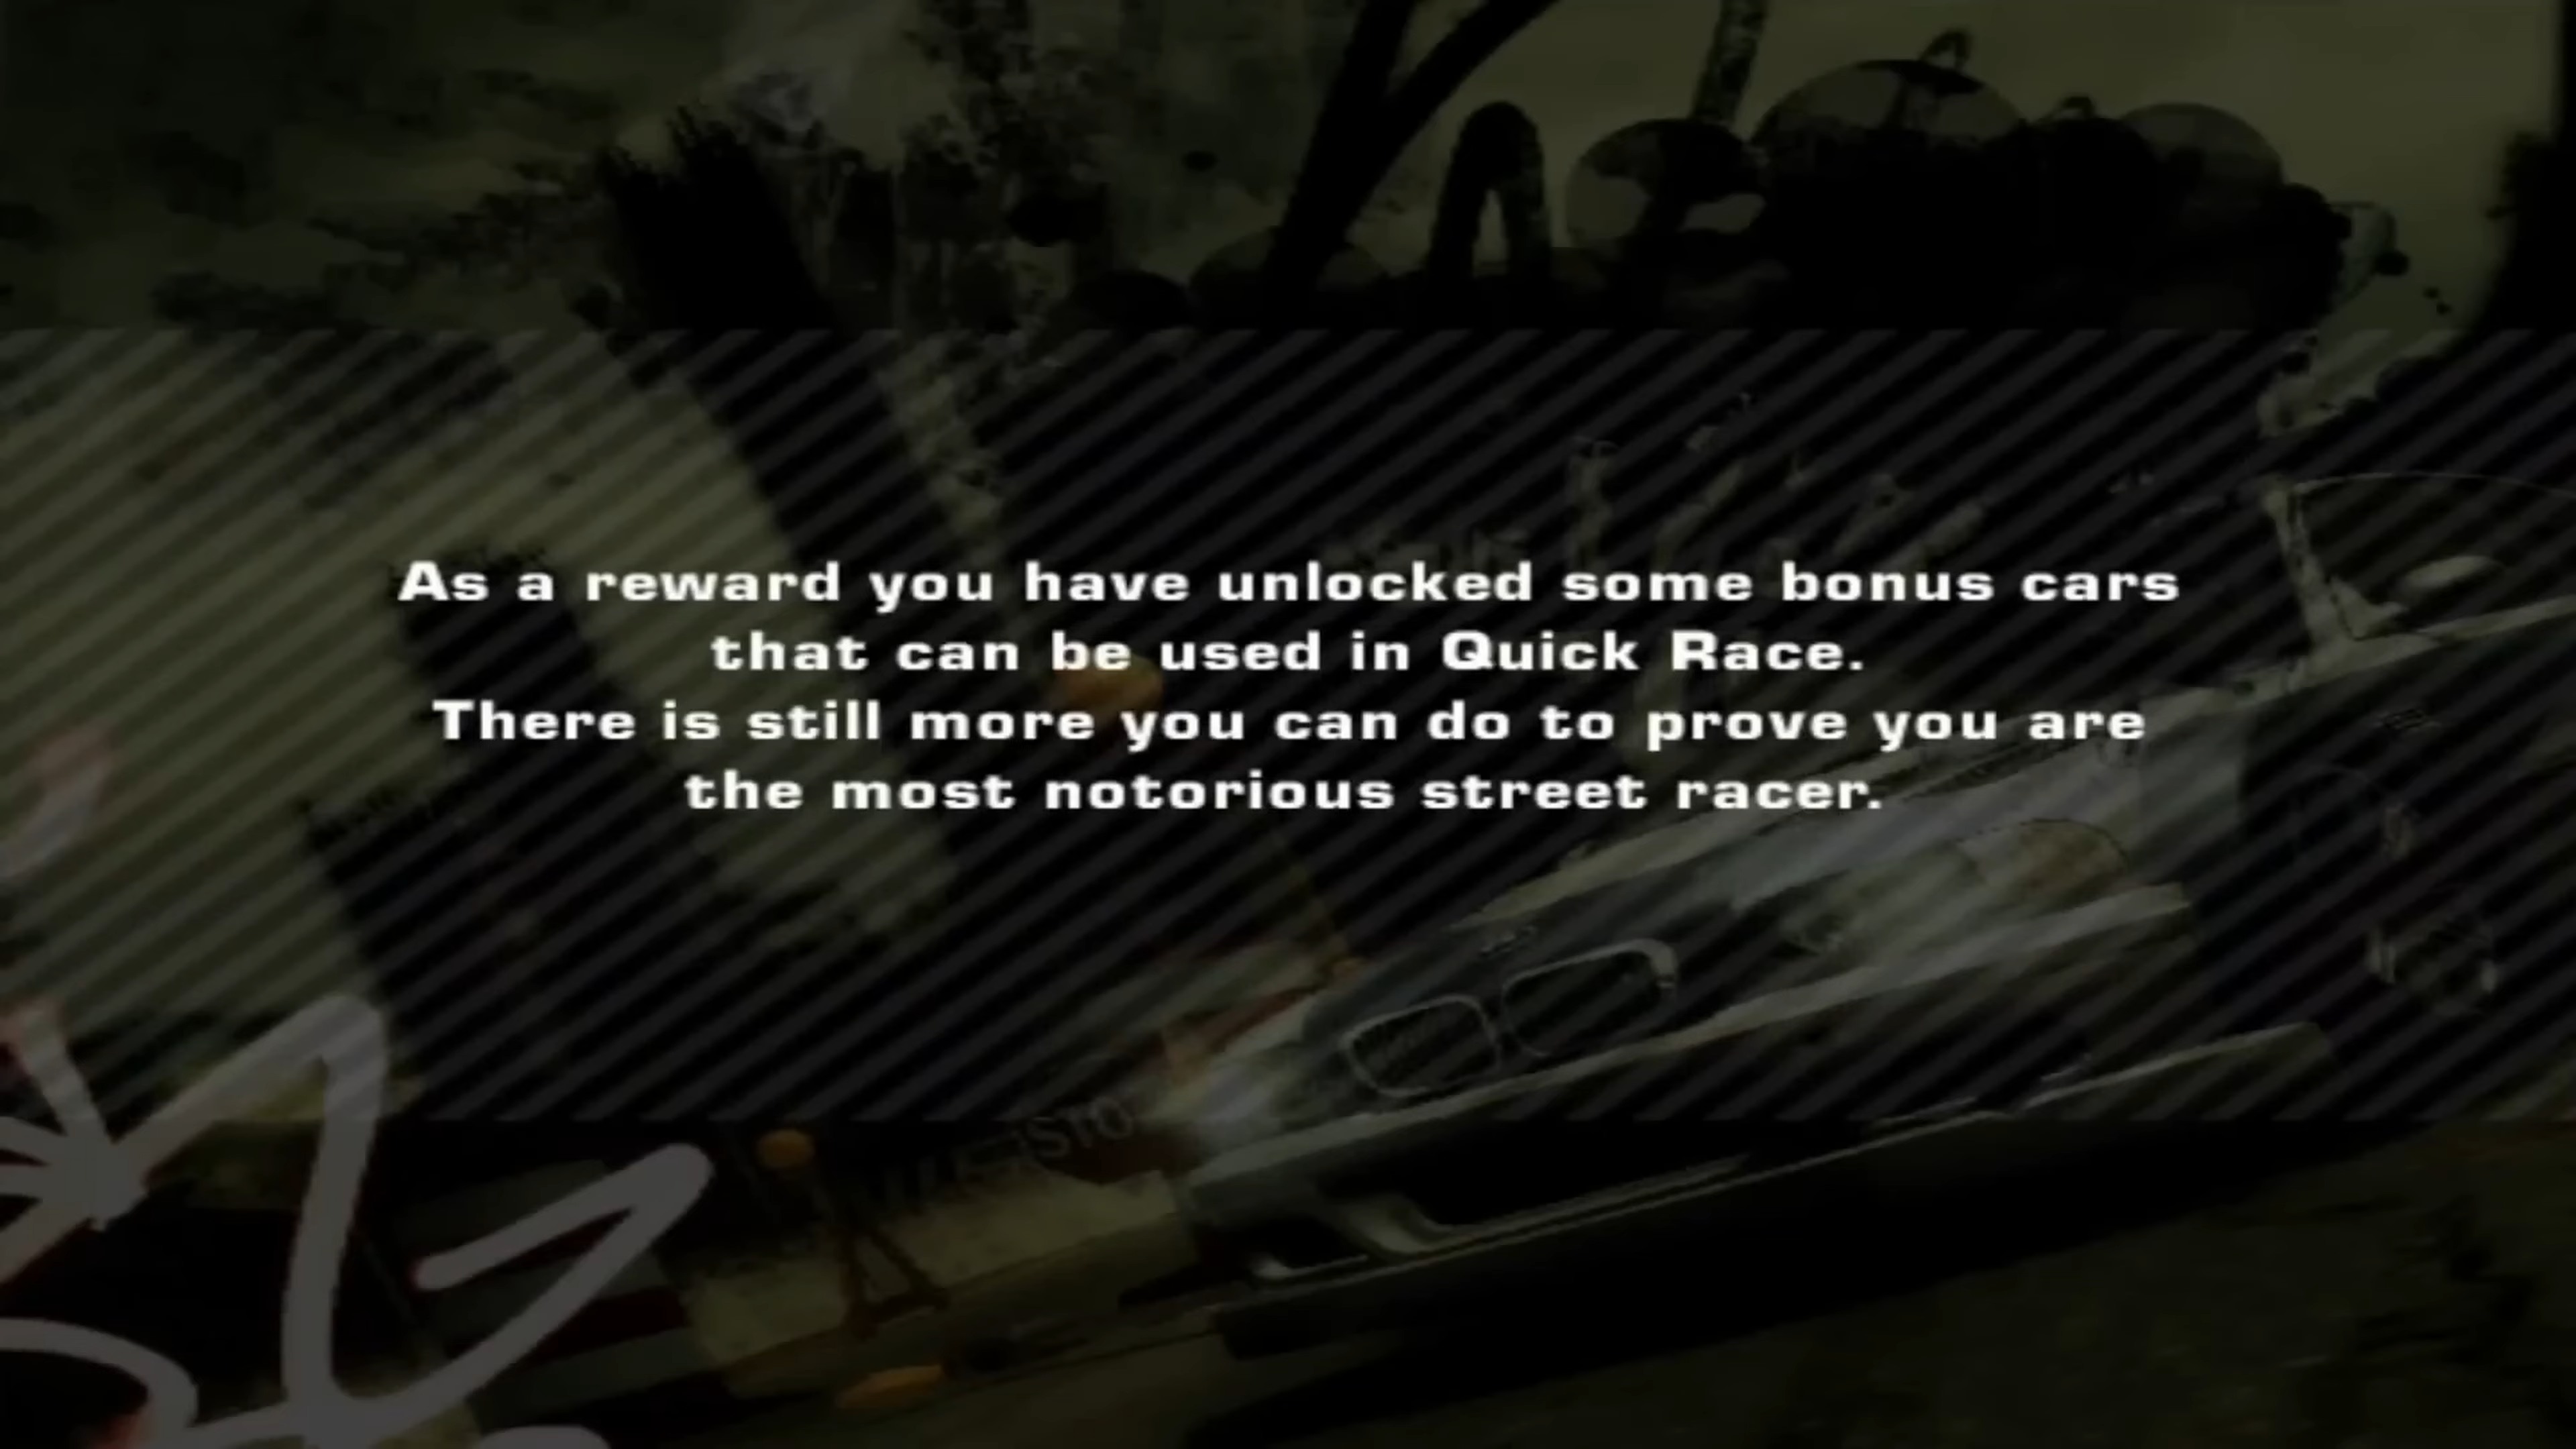 As a reward you have unlocked some bonus cars
that can be used in Quick Race.
There is still more you can do to prove you are
the most notorious street racer.